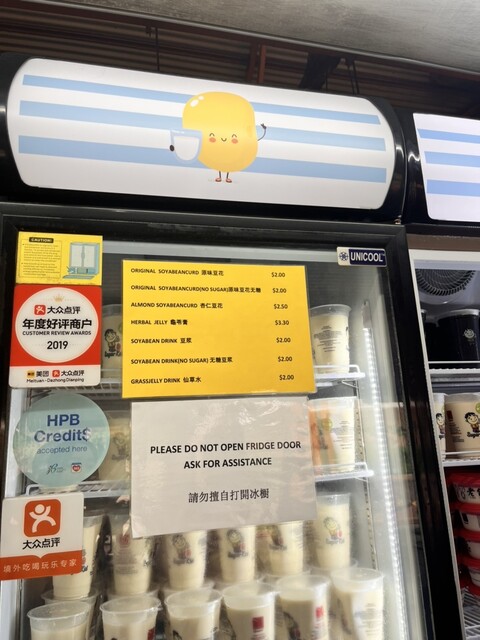 UNICOOL
CAUTION!
大众点评
年度好评商户
CUSTOMER REVIEW AWARDS
2019
美团 大众点评
Meituan-Dazhong Dianping
ORIGINAL SOYABEANCURD 原味豆花 $2.00
ORIGINAL SOYABEANCURD(NO SUGAR)原味豆花无糖 $2.00
ALMOND SOYABEANCURD 杏仁豆花 $2.50
HERBAL JELLY 龜苓膏 $3.30
SOYABEAN DRINK 豆浆 $2.00
SOYABEAN DRINK(NO SUGAR) 无糖豆浆 $2.00
GRASSJELLY DRINK 仙草水 $2.00
HPB
Credit$
accepted here
PLEASE DO NOT OPEN FRIDGE DOOR
ASK FOR ASSISTANCE
請勿擅自打開冰櫥
大众点评
境外吃喝玩乐专家